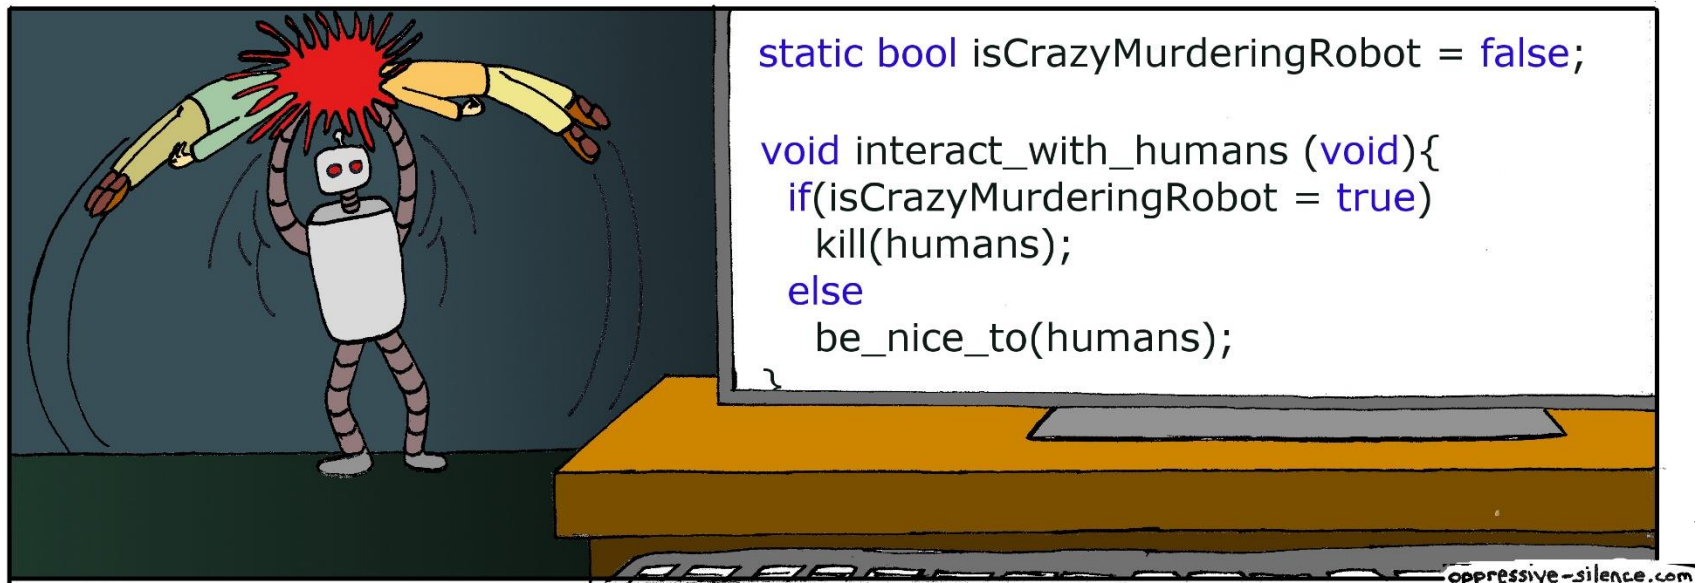 static bool isCrazyMurderingRobot = false;
void interact_with_humans (void){
if(isCrazyMurderingRobot = true)
kill(humans);
else
be_nice_to(humans);
}
oppressive-silence.com